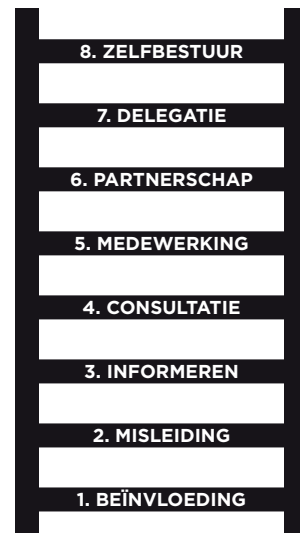 8. ZELFBESTUUR
7. DELEGATIE
6. PARTNERSCHAP
5. MEDEWERKING
4. CONSULTATIE
3. INFORMEREN
2. MISLEIDING
1. BEÏNVLOEDING